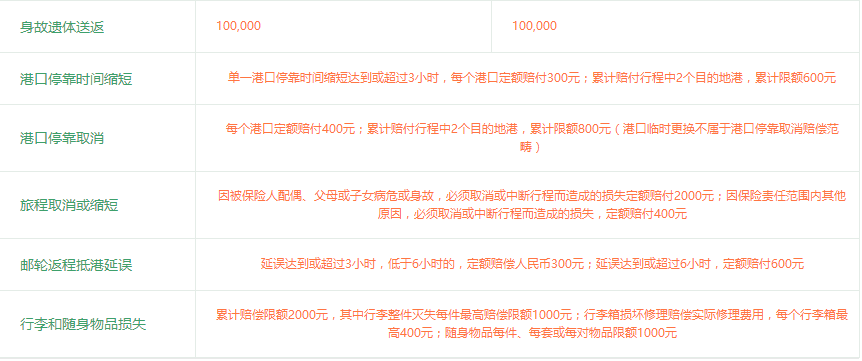 身故遗体送返 100,000 100,000
港口停靠时间缩短 单一港口停靠时间缩短达到或超过3小时，每个港口定额赔付300元；累计赔付行程中2个目的地港，累计限额600元
港口停靠取消 每个港口定额赔付400元；累计赔付行程中2个目的地港，累计限额800元（港口临时更换不属于港口停靠取消赔偿范
畴）
旅程取消或缩短 因被保险人配偶、父母或子女病危或身故，必须取消或中断行程而造成的损失定额赔付2000元；因保险责任范围内其他
原因，必须取消或中断行程而造成的损失，定额赔付400元
邮轮返程抵港延误 延误达到或超过3小时，低于6小时的，定额赔偿人民币300元；延误达到或超过6小时，定额赔付600元
行李和随身物品损失 累计赔偿限额2000元，其中行李整件灭失每件最高赔偿限额1000元；行李箱损坏修理赔偿实际修理费用，每个行李箱最
高400元；随身物品每件、每套或每对物品限额1000元